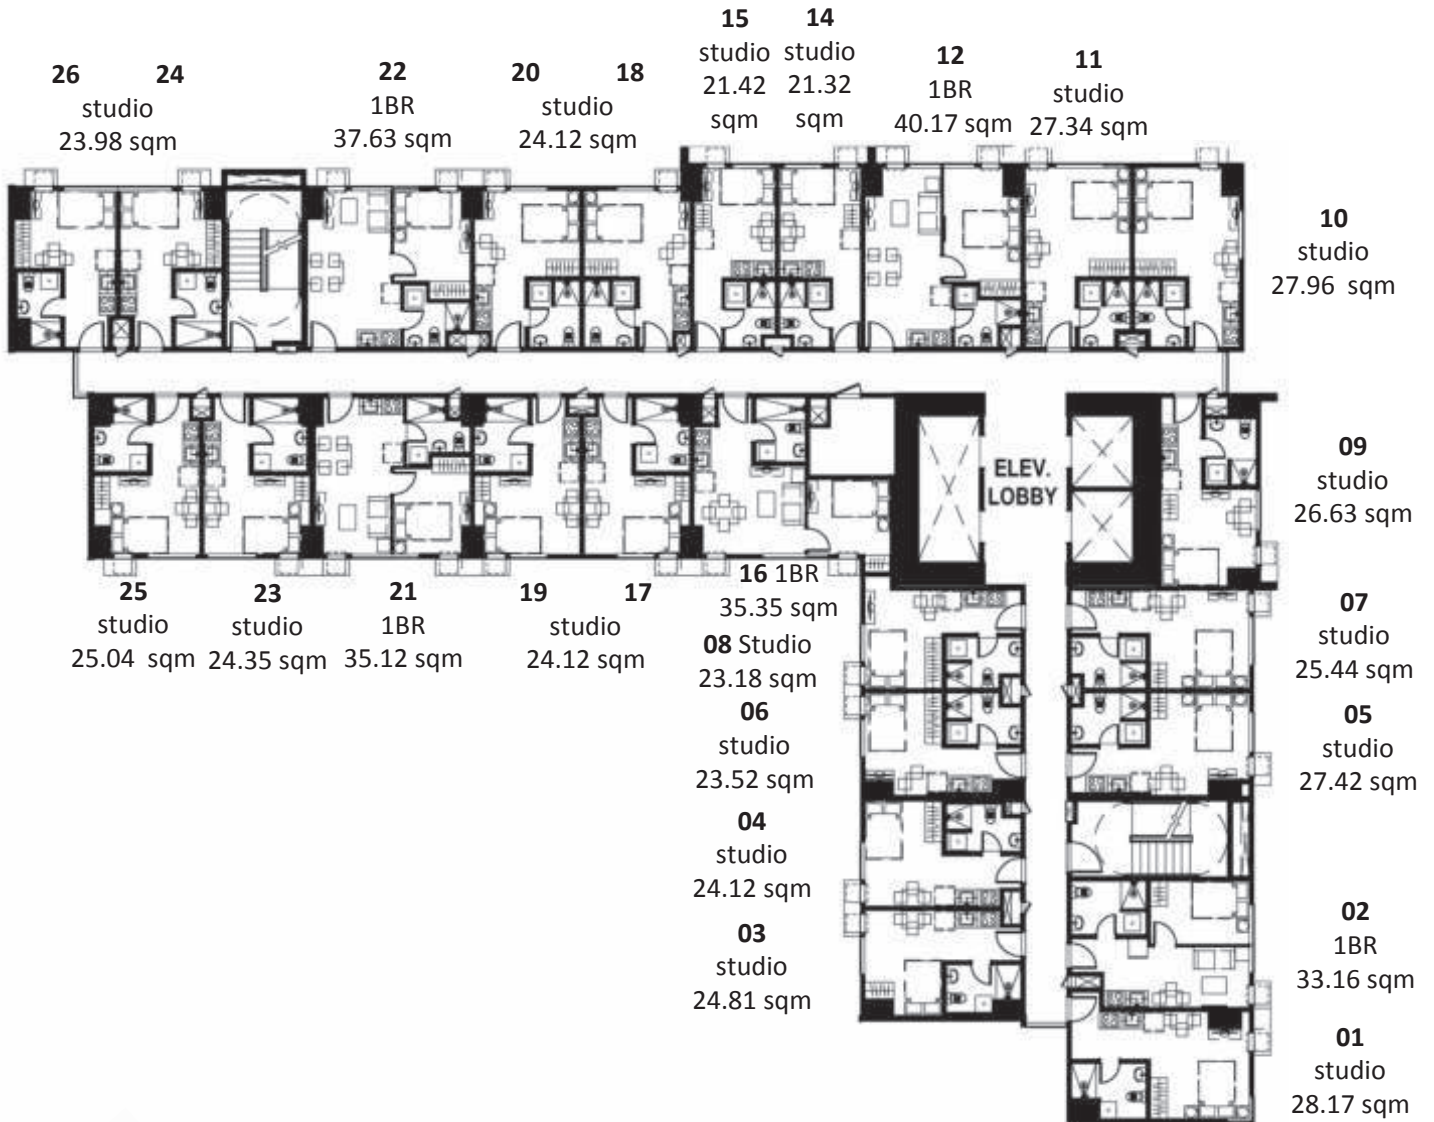 15 14
studio studio
21.42 21.32
sqm sqm
26 24
studio
23.98 sqm
22
1BR
37.63 sqm
20 18
studio
24.12 sqm
12
1BR
40.17 sqm
11
studio
27.34 sqm
10
studio
27.96 sqm
ELEV.
LOBBY
09
studio
26.63 sqm
25
studio
25.04 sqm
23
studio
24.35 sqm
21
1BR
35.12 sqm
19 17
studio
24.12 sqm
16 1BR
35.35 sqm
08 Studio
23.18 sqm
07
studio
25.44 sqm
06
studio
23.52 sqm
05
studio
27.42 sqm
04
studio
24.12 sqm
03
studio
24.81 sqm
02
1BR
33.16 sqm
01
studio
28.17 sqm